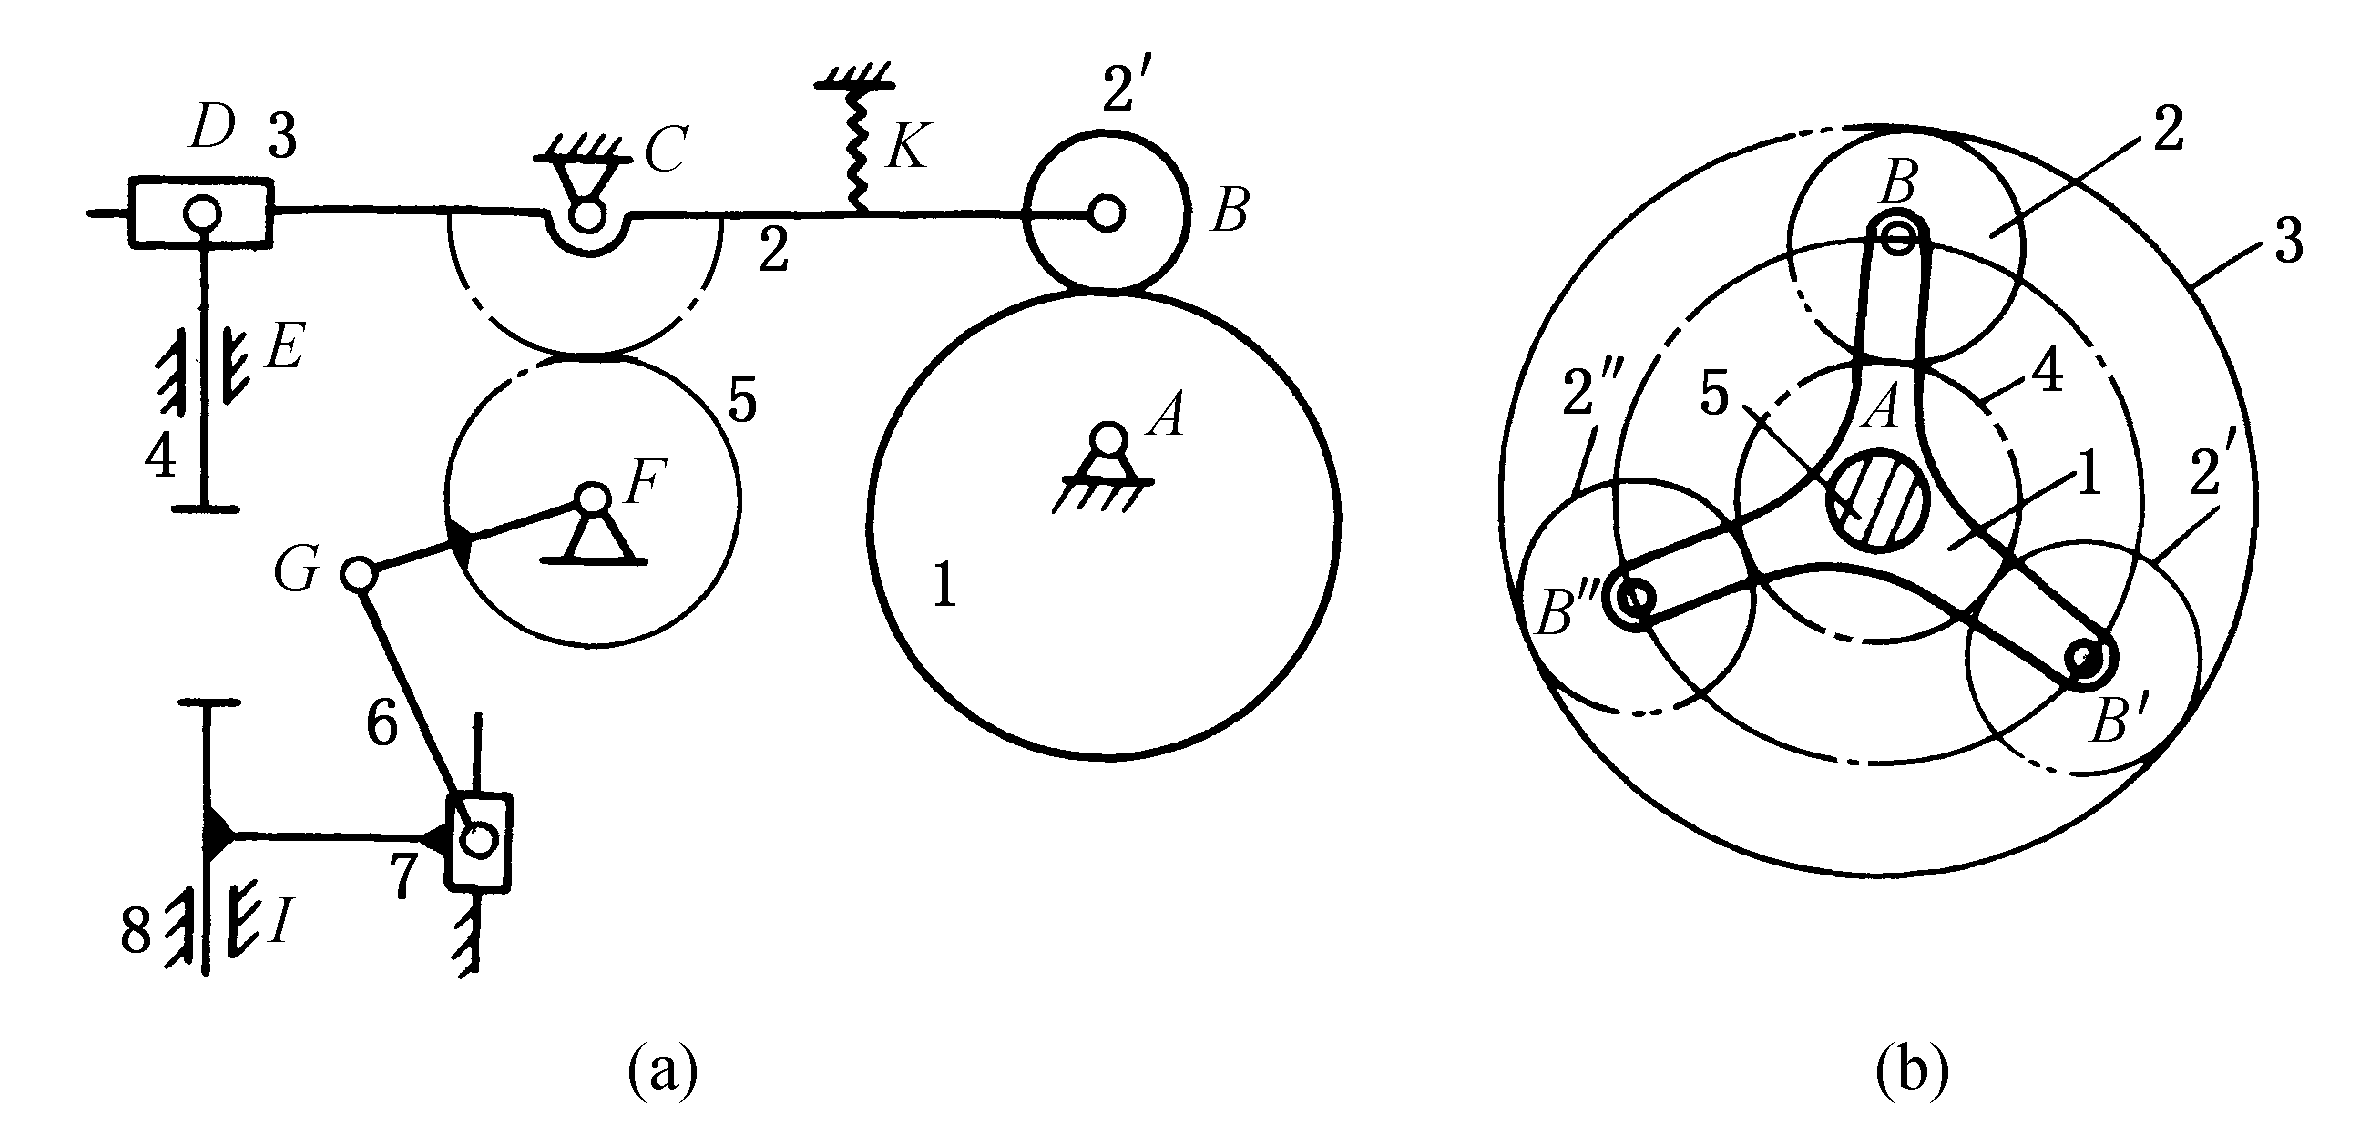 2′
D 3 C K B
2
E
4 5 A
F
G 1
6
7
8 I
(a)
2
B
3
2″ 5 A 4
1 2′
B″
B′
(b)